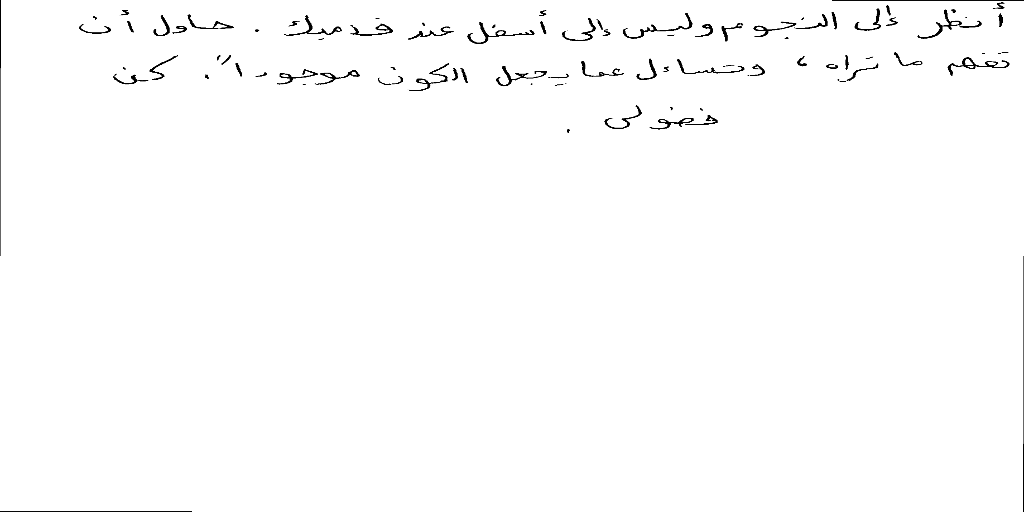 أنظر إلى النجوم وليس إلى أسفل عند قدميك . حاول أن
تفهم ما تراه ، وتساءل عما يجعل الكون موجوداً . كن
فضولي .